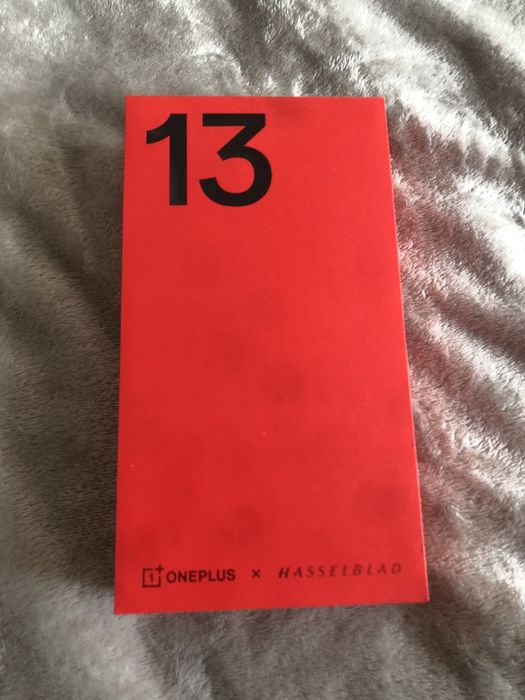 13
1+ ONEPLUS × HASSELBLAD